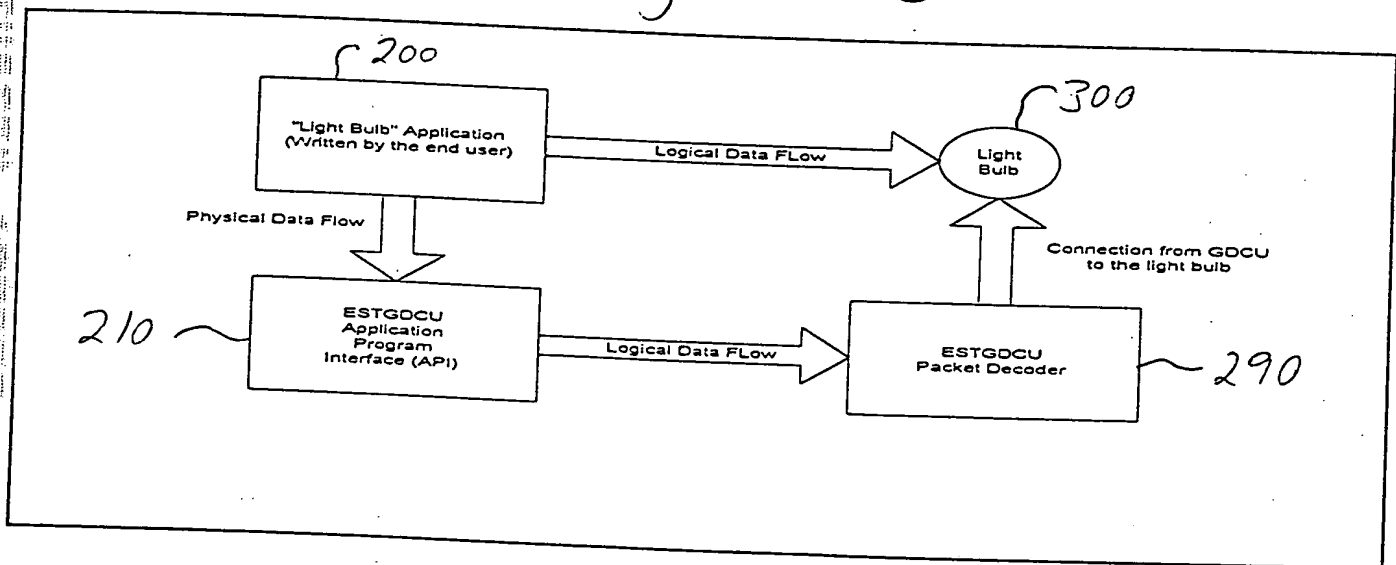 200
300
"Light Bulb" Application
(Written by the end user)
Logical Data FLow
Light
Bulb
Physical Data Flow
Connection from GDCU
to the light bulb
210
ESTGDCU
Application
Program
Interface (API)
Logical Data FLow
ESTGDCU
Packet Decoder
290